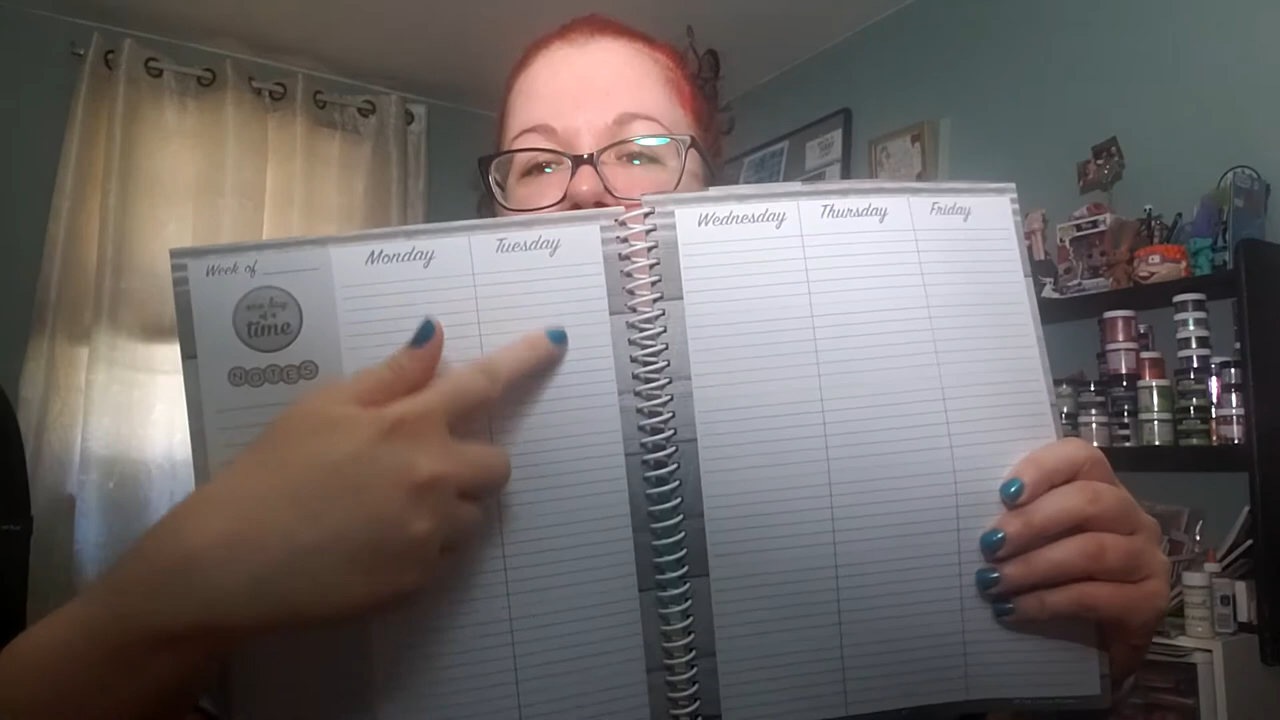 Week of
one day
at a
time
NOTES
Monday
Tuesday
Wednesday
Thursday
Friday